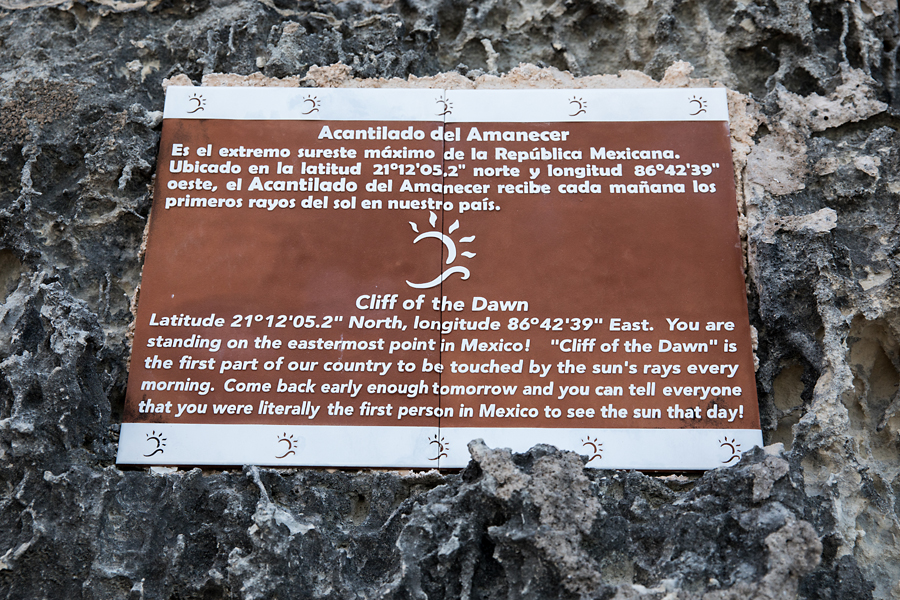 Acantilado del Amanecer
Es el extremo sureste máximo de la República Mexicana.
Ubicado en la latitud 21°12'05.2" norte y longitud 86°42'39"
oeste, el Acantilado del Amanecer recibe cada mañana los
primeros rayos del sol en nuestro país.
Cliff of the Dawn
Latitude 21°12'05.2" North, longitude 86°42'39" East. You are
standing on the easternmost point in Mexico! "Cliff of the Dawn" is
the first part of our country to be touched by the sun's rays every
morning. Come back early enough tomorrow and you can tell everyone
that you were literally the first person in Mexico to see the sun that day!